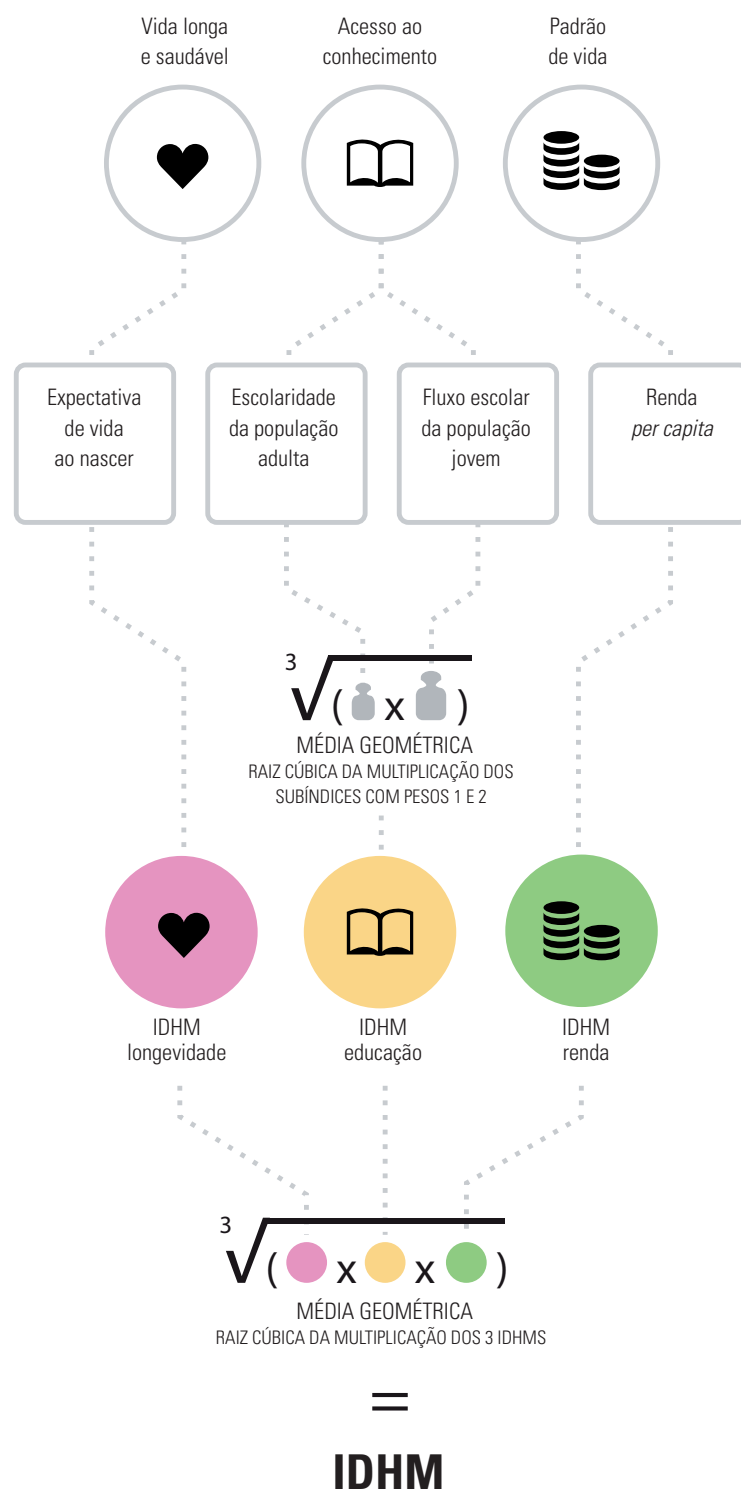 Vida longa
e saudável
Acesso ao
conhecimento
Padrão
de vida
Expectativa
de vida
ao nascer
Escolaridade
da população
adulta
Fluxo escolar
da população
jovem
Renda
per capita
3
√( x )
MÉDIA GEOMÉTRICA
RAIZ CÚBICA DA MULTIPLICAÇÃO DOS
SUBÍNDICES COM PESOS 1 E 2
IDHM
longevidade
IDHM
educação
IDHM
renda
3
√( x x )
MÉDIA GEOMÉTRICA
RAIZ CÚBICA DA MULTIPLICAÇÃO DOS 3 IDHMS
=
IDHM